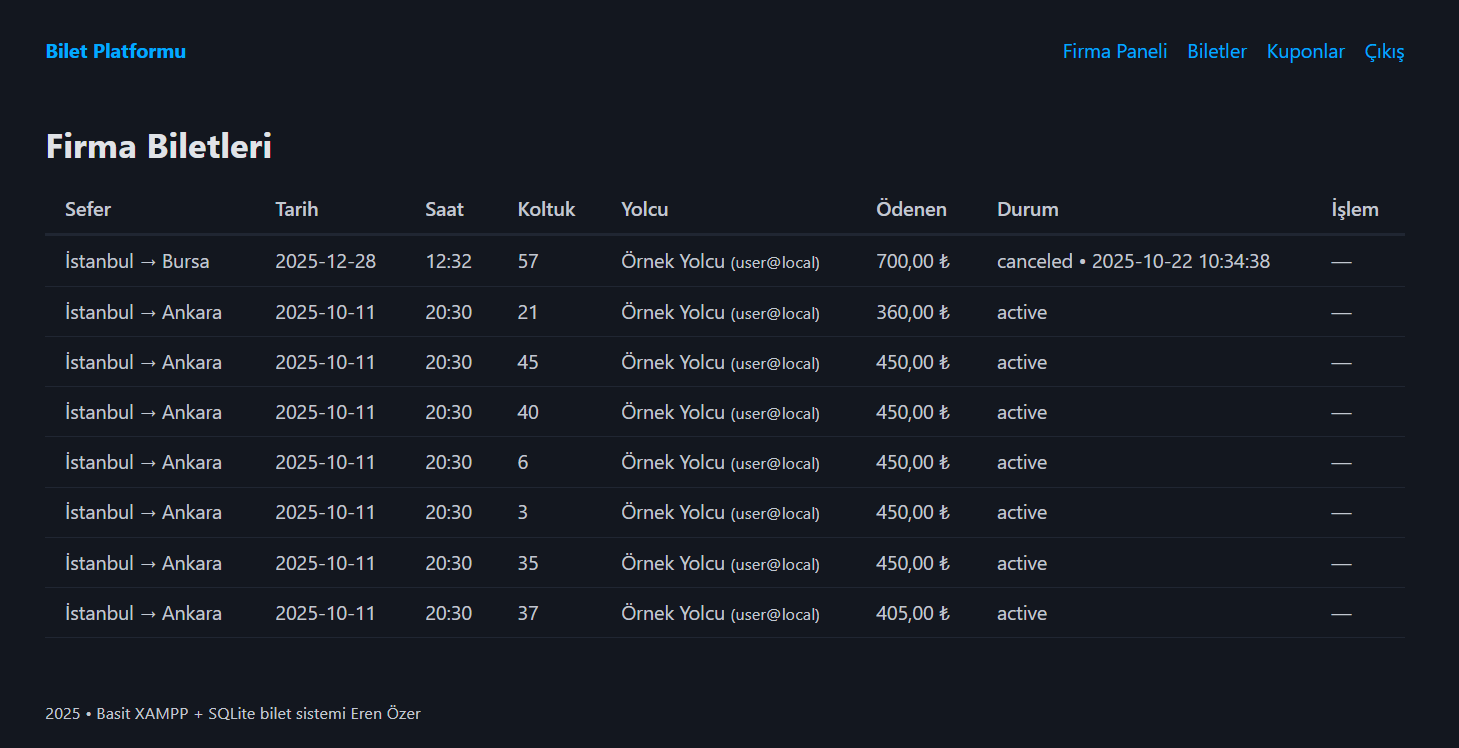 Bilet Platformu Firma Paneli Biletler Kuponlar Çıkış
Firma Biletleri
Sefer Tarih Saat Koltuk Yolcu Ödenen Durum İşlem
İstanbul → Bursa 2025-12-28 12:32 57 Örnek Yolcu (user@local) 700,00 ₺ canceled • 2025-10-22 10:34:38 —
İstanbul → Ankara 2025-10-11 20:30 21 Örnek Yolcu (user@local) 360,00 ₺ active —
İstanbul → Ankara 2025-10-11 20:30 45 Örnek Yolcu (user@local) 450,00 ₺ active —
İstanbul → Ankara 2025-10-11 20:30 40 Örnek Yolcu (user@local) 450,00 ₺ active —
İstanbul → Ankara 2025-10-11 20:30 6 Örnek Yolcu (user@local) 450,00 ₺ active —
İstanbul → Ankara 2025-10-11 20:30 3 Örnek Yolcu (user@local) 450,00 ₺ active —
İstanbul → Ankara 2025-10-11 20:30 35 Örnek Yolcu (user@local) 450,00 ₺ active —
İstanbul → Ankara 2025-10-11 20:30 37 Örnek Yolcu (user@local) 405,00 ₺ active —
2025 • Basit XAMPP + SQLite bilet sistemi Eren Özer